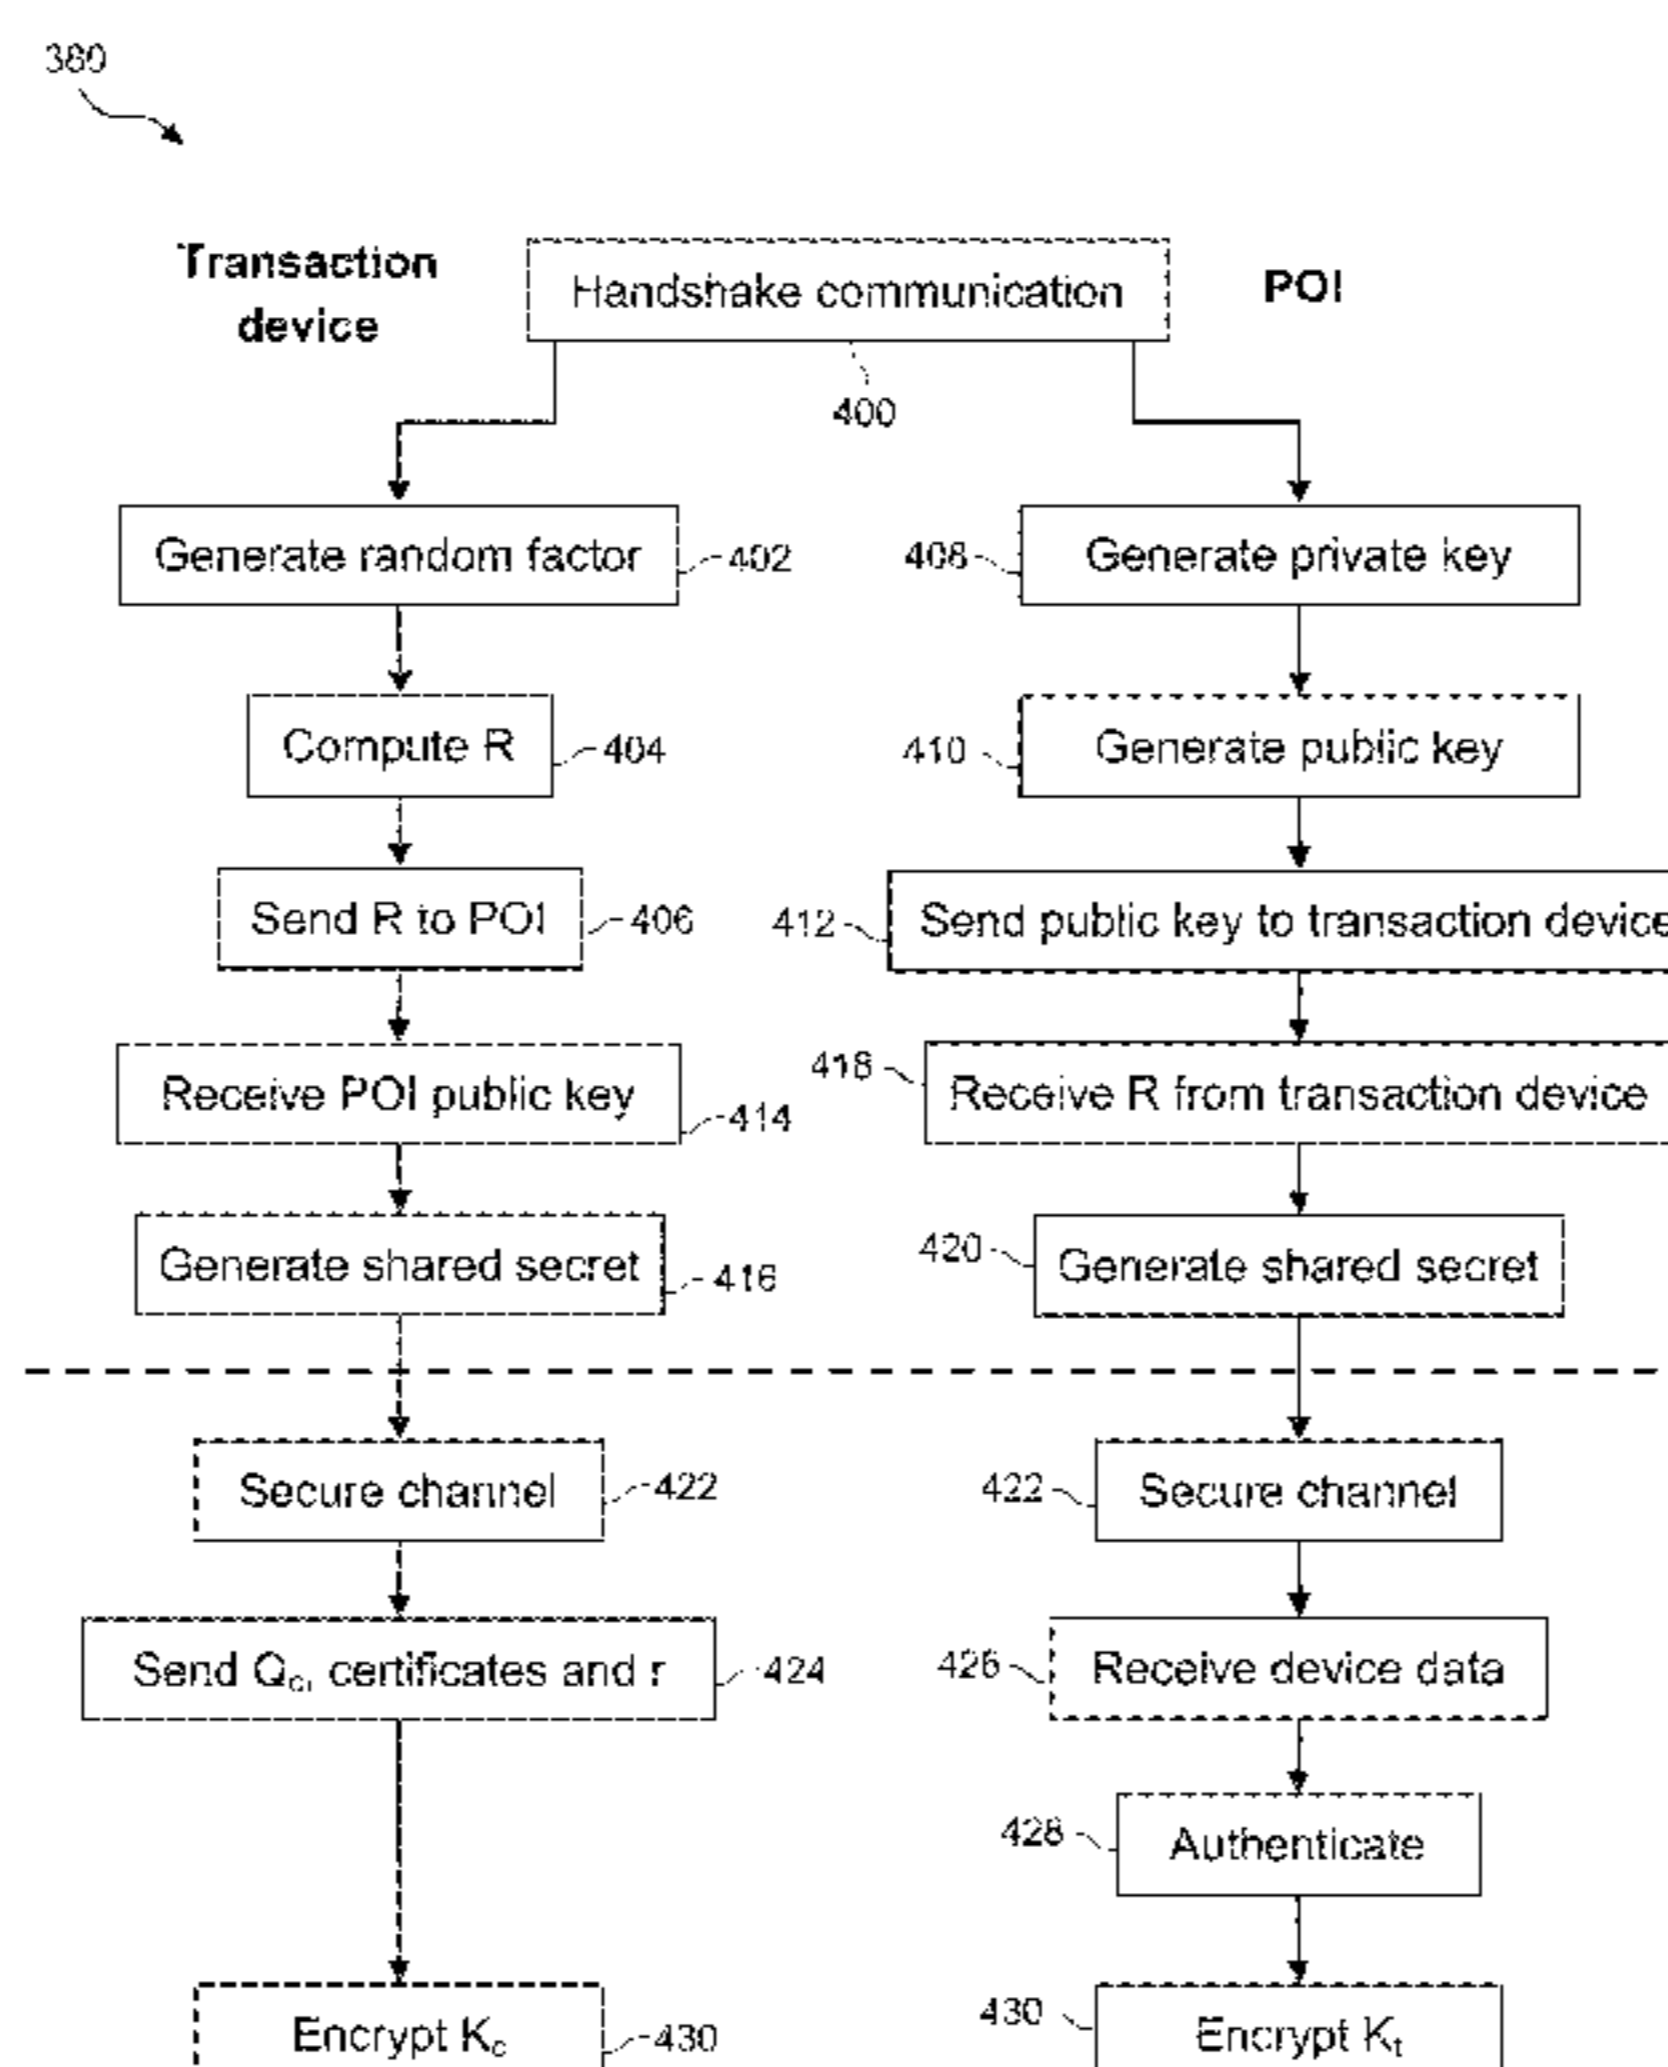 380
Transaction
device
Handshake communication
POI
400
Generate random factor
402
408
Generate private key
Compute R
404
410
Generate public key
Send R to POI
406
412
Send public key to transaction device
Receive POI public key
414
418
Receive R from transaction device
Generate shared secret
416
420
Generate shared secret
Secure channel
422
422
Secure channel
Send Qc, certificates and r
424
426
Receive device data
428
Authenticate
Encrypt Kc
430
430
Encrypt Kt